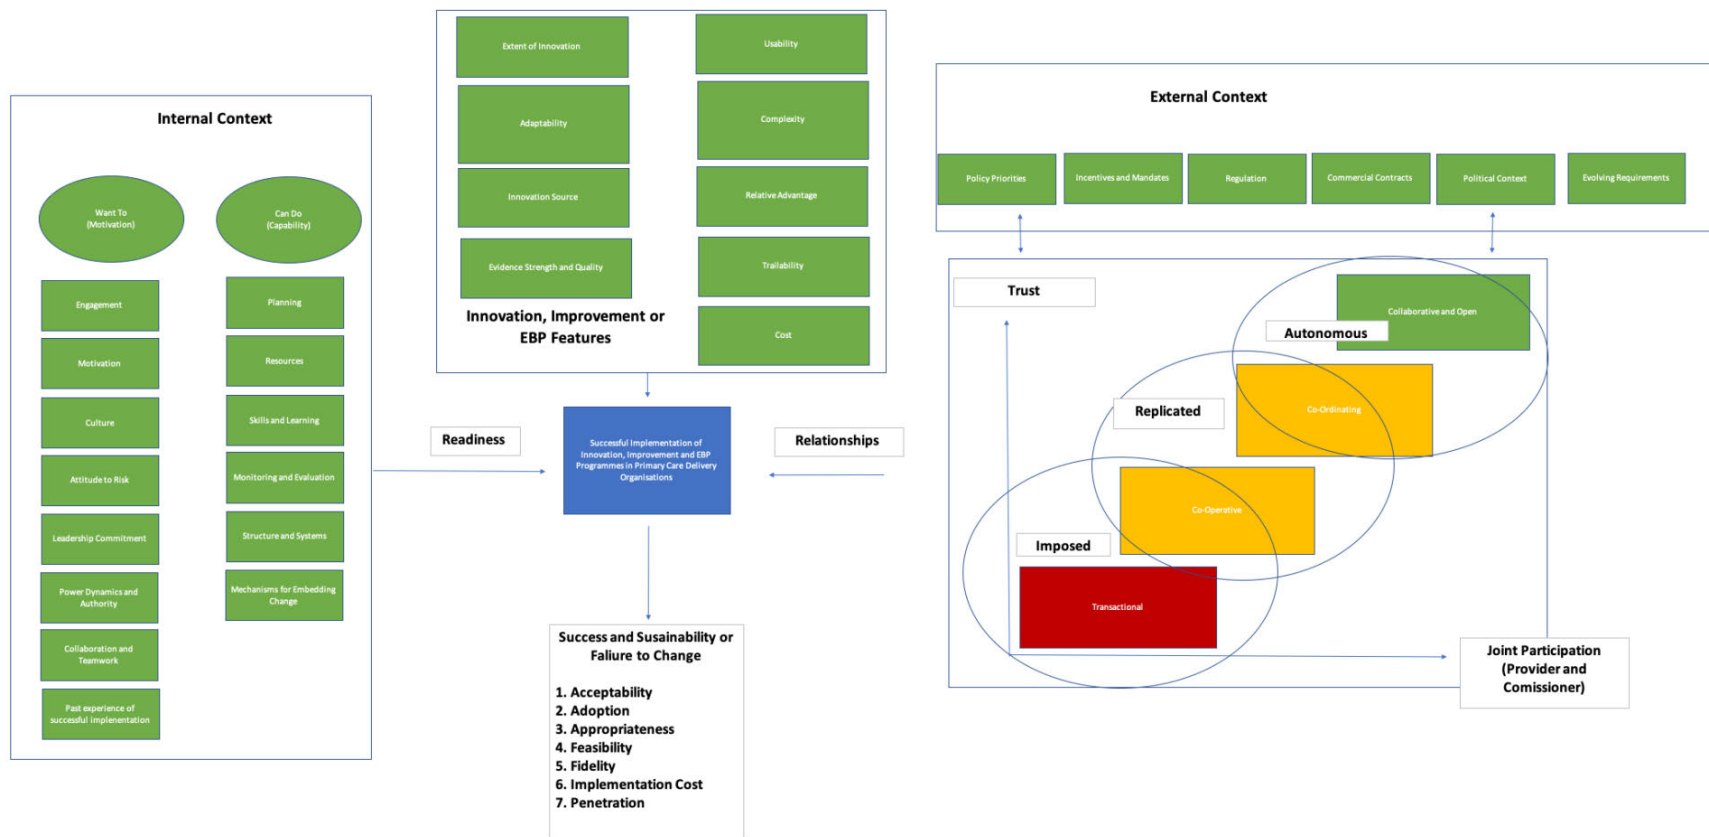 Internal Context
Want To
(Motivation)
Can Do
(Capability)
Engagement
Motivation
Culture
Attitude to Risk
Leadership Commitment
Power Dynamics and
Authority
Collaboration and
Teamwork
Past experience of
successful implenentation
Planning
Resources
Skills and Learning
Monitoring and Evaluation
Structure and Systems
Mechanisms for Embedding
Change
Extent of Innovation
Adaptability
Innovation Source
Evidence Strength and Quality
Usability
Complexity
Relative Advantage
Trailability
Cost
Innovation, Improvement or
EBP Features
Readiness
Successful Implementation of
Innovation, Improvement and EBP
Programmes in Primary Care Delivery
Organisations
Relationships
Success and Susainability or
Faliure to Change
1. Acceptability
2. Adoption
3. Appropriateness
4. Feasibility
5. Fidelity
6. Implementation Cost
7. Penetration
External Context
Policy Priorities
Incentives and Mandates
Regulation
Commercial Contracts
Political Context
Evolving Requirements
Trust
Collaborative and Open
Autonomous
Co-Ordinating
Replicated
Co-Operative
Imposed
Transactional
Joint Participation
(Provider and
Comissioner)